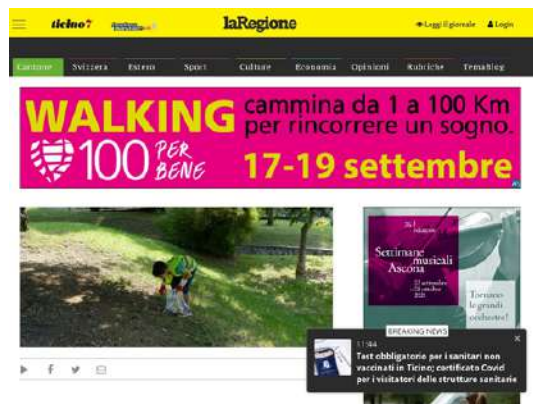 ticino7
laRegione
Leggi il giornale
Login
Cantone Svizzera Estero Sport Culture Economia Opinioni Rubriche Tema blog
WALKING
100 PER
BENE
cammina da 1 a 100 Km
per rincorrere un sogno.
17-19 settembre
Settimane
musicali
Ascona
Tornano
le grandi
orchestre!
BREAKING NEWS
11:44
Test obbligatorio per i sanitari non
vaccinati in Ticino; certificato Covid
per i visitatori delle strutture sanitarie